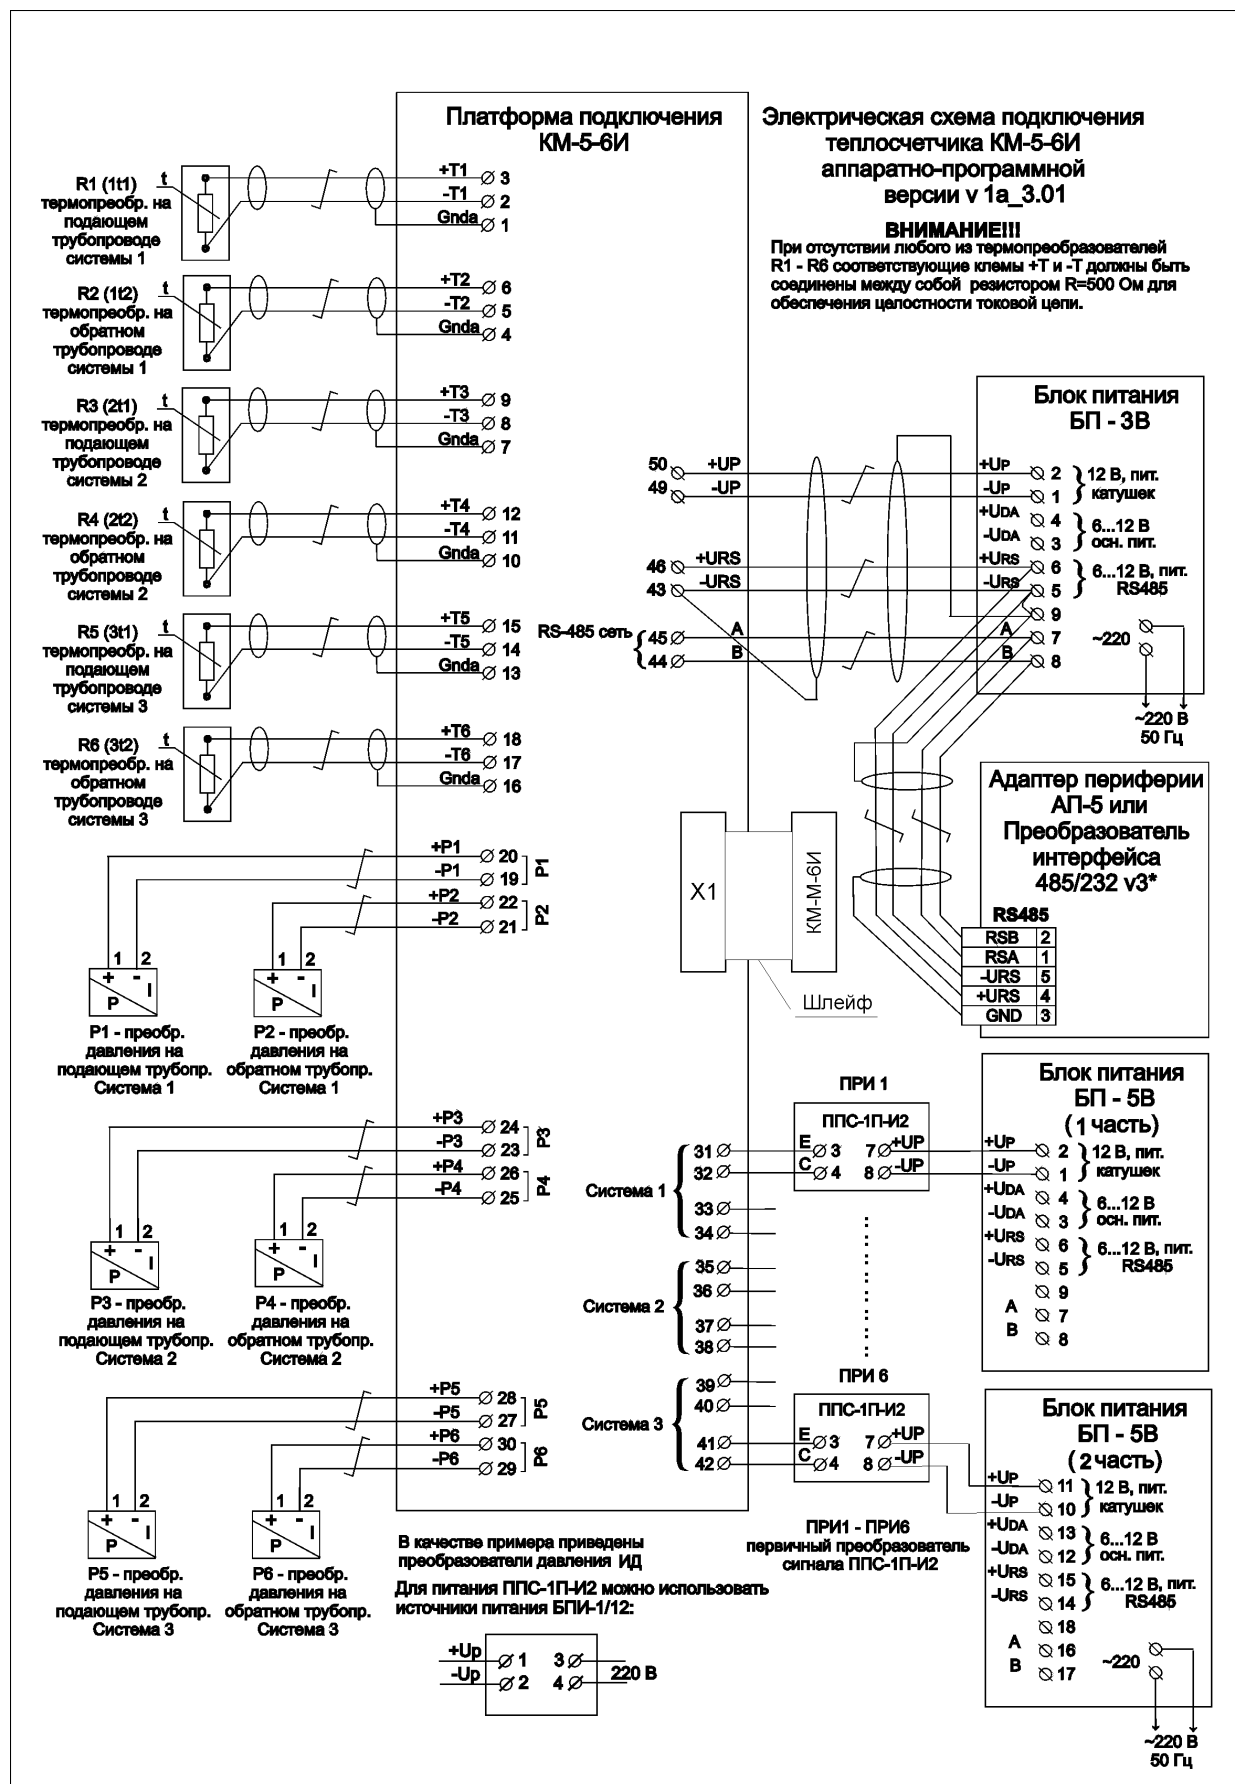 Платформа подключения
КМ-5-6И
Электрическая схема подключения
теплосчетчика КМ-5-6И
аппаратно-программной
версии v 1a_3.01
ВНИМАНИЕ!!!
При отсутствии любого из термопреобразователей
R1 - R6 соответствующие клемы +Т и -Т должны быть
соединены между собой резистором R=500 Ом для
обеспечения целостности токовой цепи.
R1 (1t1)
термопреобр. на
подающем
трубопроводе
системы 1
t
+T1
3
-T1
2
Gnda
1
R2 (1t2)
термопреобр. на
обратном
трубопроводе
системы 1
t
+T2
6
-T2
5
Gnda
4
R3 (2t1)
термопреобр. на
подающем
трубопроводе
системы 2
t
+T3
9
-T3
8
Gnda
7
R4 (2t2)
термопреобр. на
обратном
трубопроводе
системы 2
t
+T4
12
-T4
11
Gnda
10
R5 (3t1)
термопреобр. на
подающем
трубопроводе
системы 3
t
+T5
15
-T5
14
Gnda
13
R6 (3t2)
термопреобр. на
обратном
трубопроводе
системы 3
t
+T6
18
-T6
17
Gnda
16
50
+UP
49
-UP
46
+URS
43
-URS
RS-485 сеть
45
A
44
B
Блок питания
БП - 3В
+UP
2
-UP
1
12 В, пит.
катушек
+UDA
4
-UDA
3
6...12 В
осн. пит.
+URS
6
-URS
5
6...12 В, пит.
RS485
9
A
7
B
8
~220
~220 В
50 Гц
Адаптер периферии
АП-5 или
Преобразователь
интерфейса
485/232 v3*
RS485
RSB 2
RSA 1
-URS 5
+URS 4
GND 3
X1
КМ-М-6И
Шлейф
+P1
20
-P1
19
P1
+P2
22
-P2
21
P2
1 2
+ -
P I
1 2
+ -
P I
P1 - преобр.
давления на
подающем трубопр.
Система 1
P2 - преобр.
давления на
обратном трубопр.
Система 1
+P3
24
-P3
23
P3
+P4
26
-P4
25
P4
1 2
+ -
P I
1 2
+ -
P I
P3 - преобр.
давления на
подающем трубопр.
Система 2
P4 - преобр.
давления на
обратном трубопр.
Система 2
+P5
28
-P5
27
P5
+P6
30
-P6
29
P6
1 2
+ -
P I
1 2
+ -
P I
P5 - преобр.
давления на
подающем трубопр.
Система 3
P6 - преобр.
давления на
обратном трубопр.
Система 3
Система 1
31
32
33
34
Система 2
35
36
37
38
Система 3
39
40
41
42
ПРИ 1
ППС-1П-И2
E 3 7 +UP
C 4 8 -UP
ПРИ 6
ППС-1П-И2
E 3 7 +UP
C 4 8 -UP
ПРИ1 - ПРИ6
первичный преобразователь
сигнала ППС-1П-И2
Блок питания
БП - 5В
(1 часть)
+UP
2
-UP
1
12 В, пит.
катушек
+UDA
4
-UDA
3
6...12 В
осн. пит.
+URS
6
-URS
5
6...12 В, пит.
RS485
9
A
7
B
8
Блок питания
БП - 5В
(2 часть)
+UP
11
-UP
10
12 В, пит.
катушек
+UDA
13
-UDA
12
6...12 В
осн. пит.
+URS
15
-URS
14
6...12 В, пит.
RS485
18
A
16
B
17
~220
~220 В
50 Гц
В качестве примера приведены
преобразователи давления ИД
Для питания ППС-1П-И2 можно использовать
источники питания БПИ-1/12:
+Up 1 3
-Up 2 4
220 В